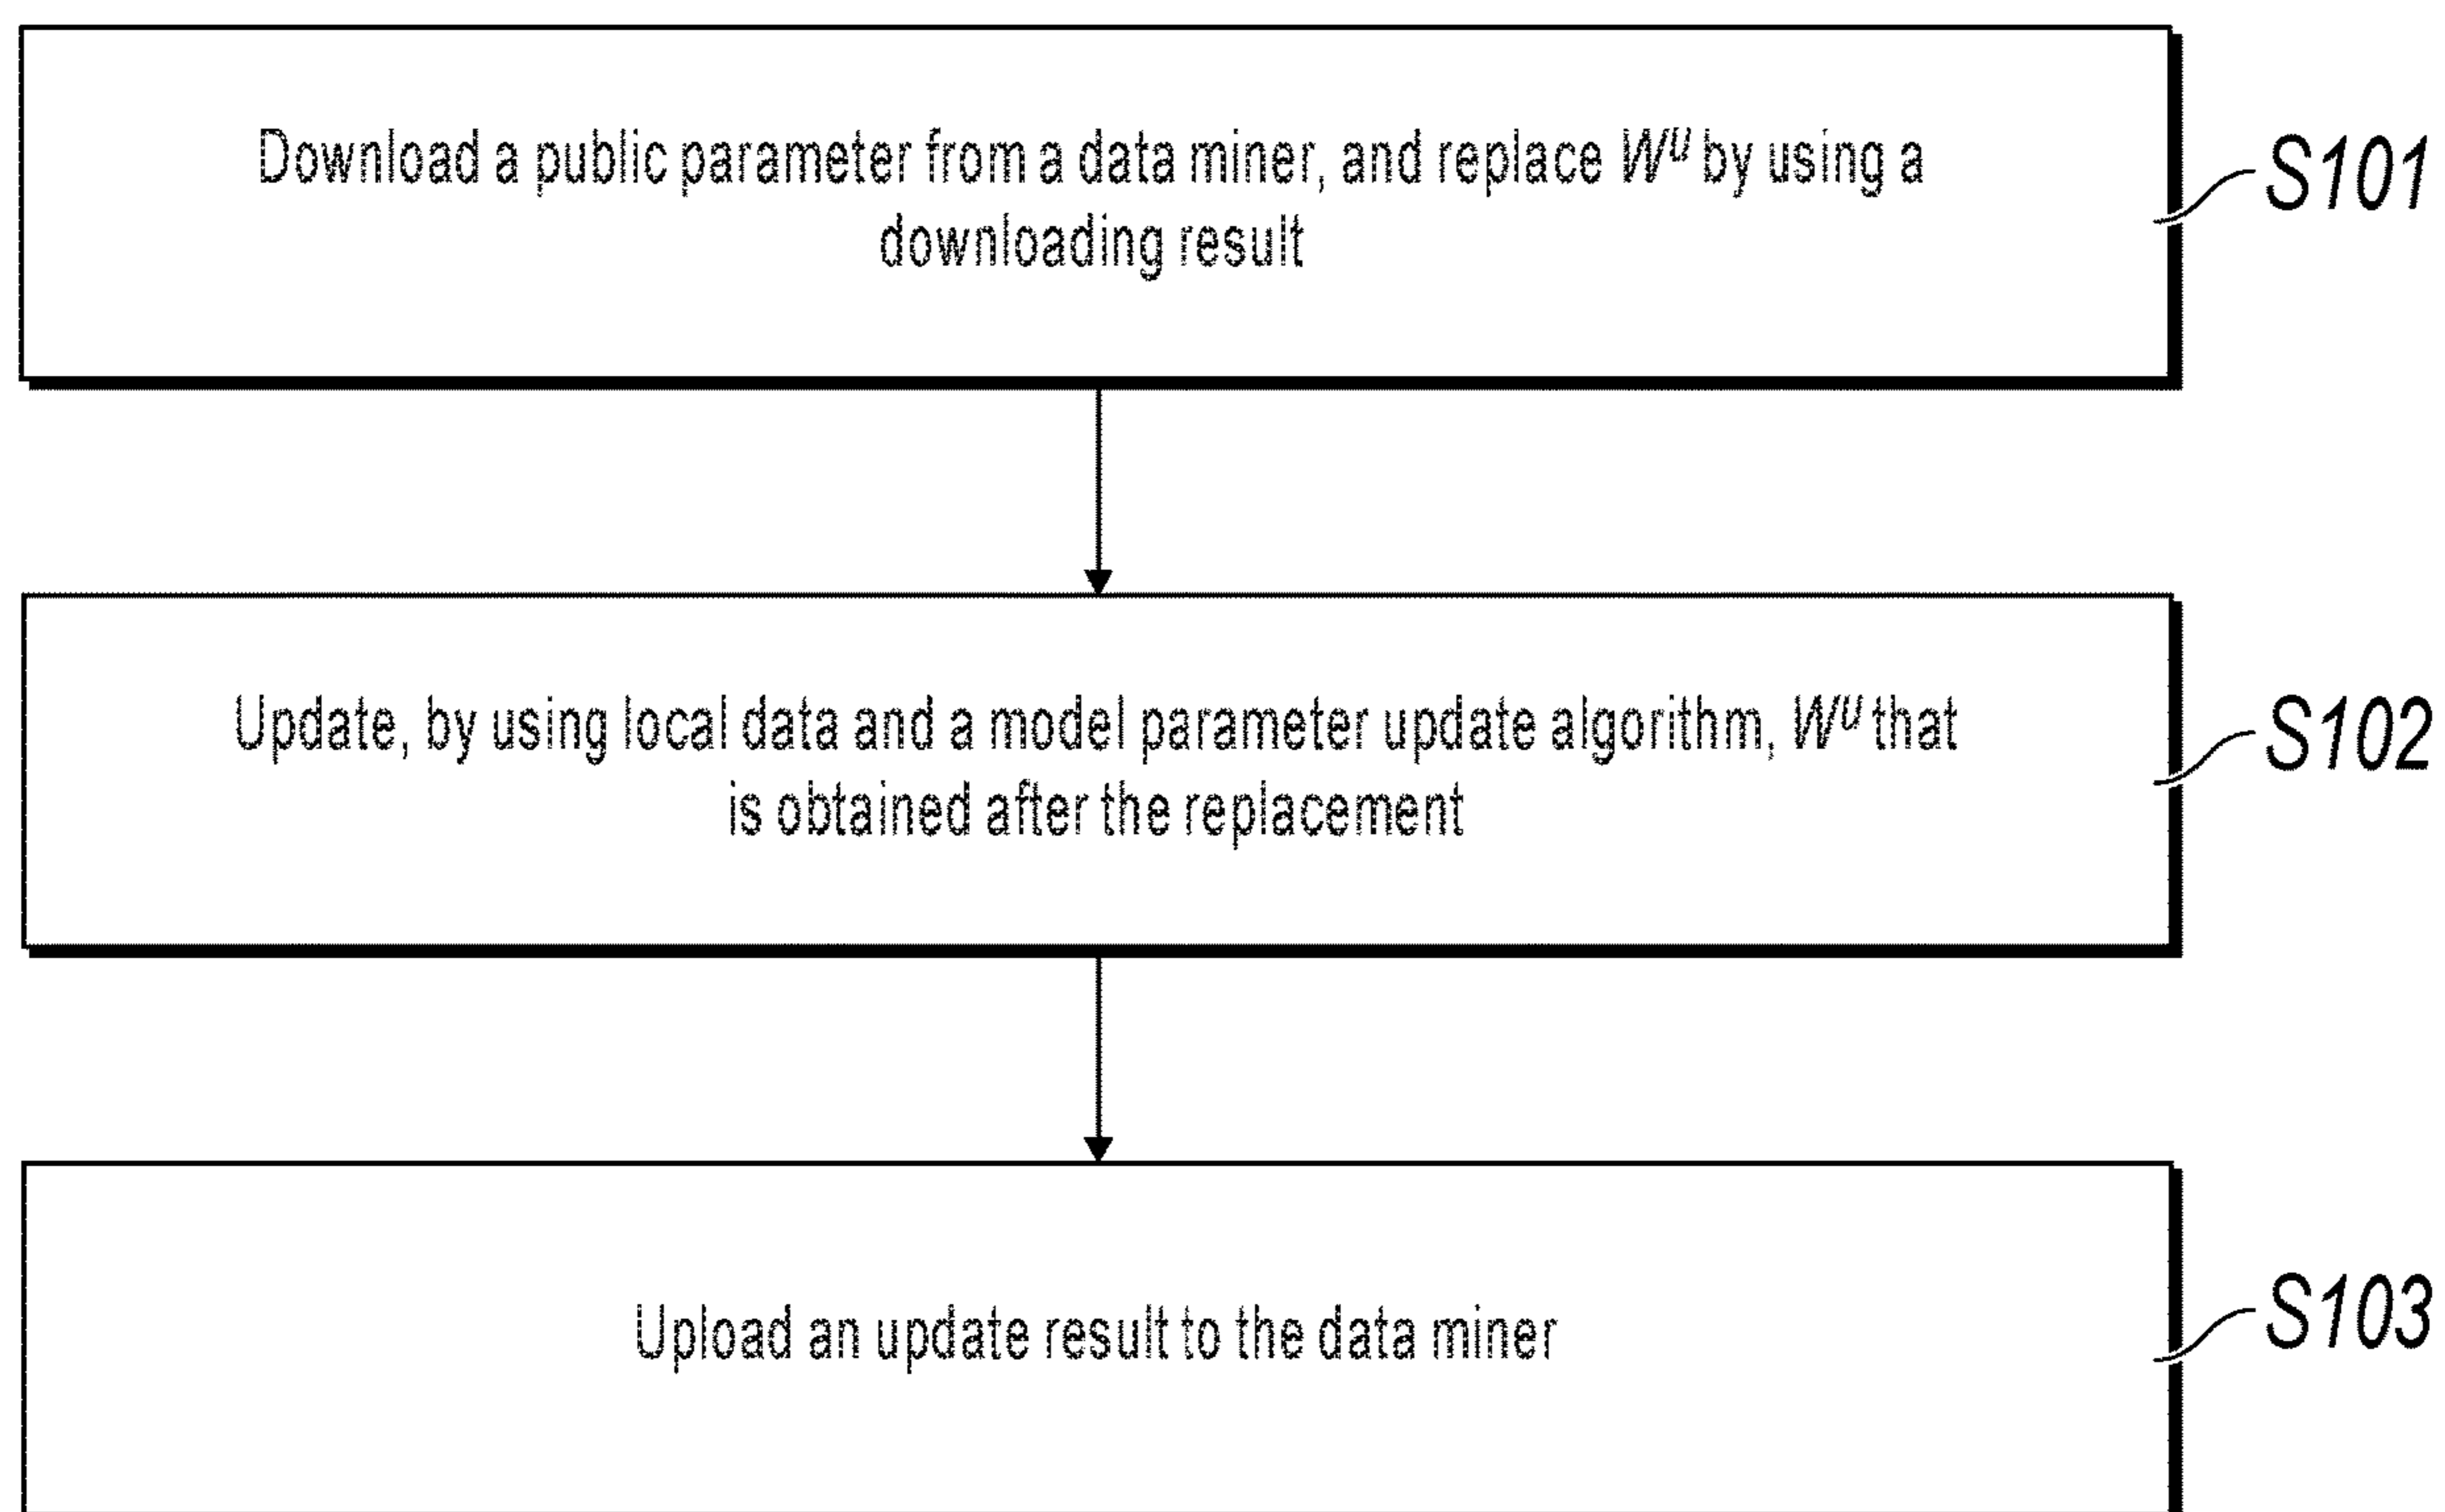 Download a public parameter from a data miner, and replace Wᵁ by using a
downloading result
S101
Update, by using local data and a model parameter update algorithm, Wᵁ that
is obtained after the replacement
S102
Upload an update result to the data miner
S103